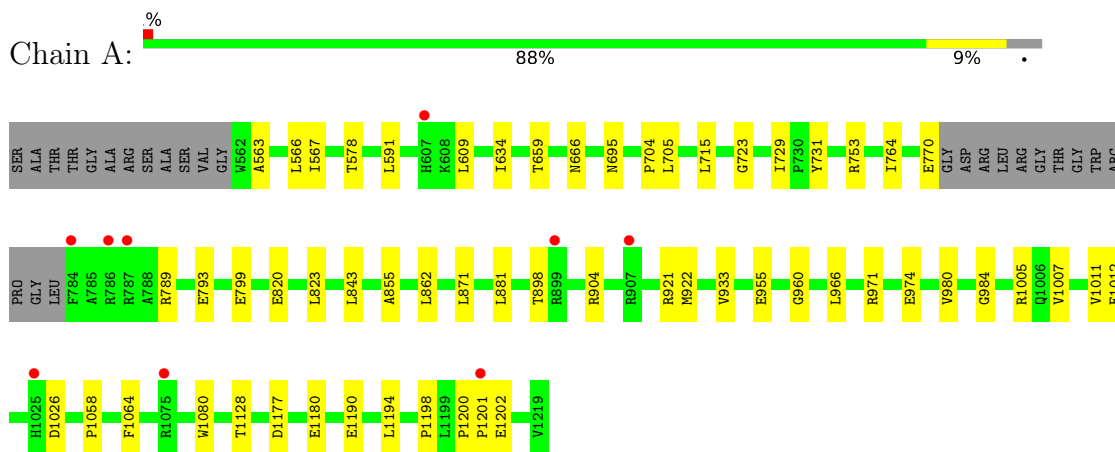 .%
Chain A:
88% 9% •
SER ALA THR THR GLY ALA ARG SER ALA SER VAL GLY W562 A563 L566 I567 T578 L591 H607 K608 L609 I634 T659 N666 N695 P704 L705 L715 G723 I729 P730 Y731 R753 I764 E770 GLY ASP ARG LEU ARG GLY THR GLY TRP ARG
PRO GLY LEU F784 A785 R786 R787 A788 R789 E793 E799 E820 L823 L843 A855 L862 L871 L881 T898 R899 R904 R907 R921 M922 V933 E955 G960 L966 R971 E974 V980 G984 R1005 Q1006 V1007 V1011 E1012
H1025 D1026 P1058 F1064 R1075 W1080 T1128 D1177 E1180 E1190 L1194 P1198 L1199 P1200 P1201 E1202 V1219